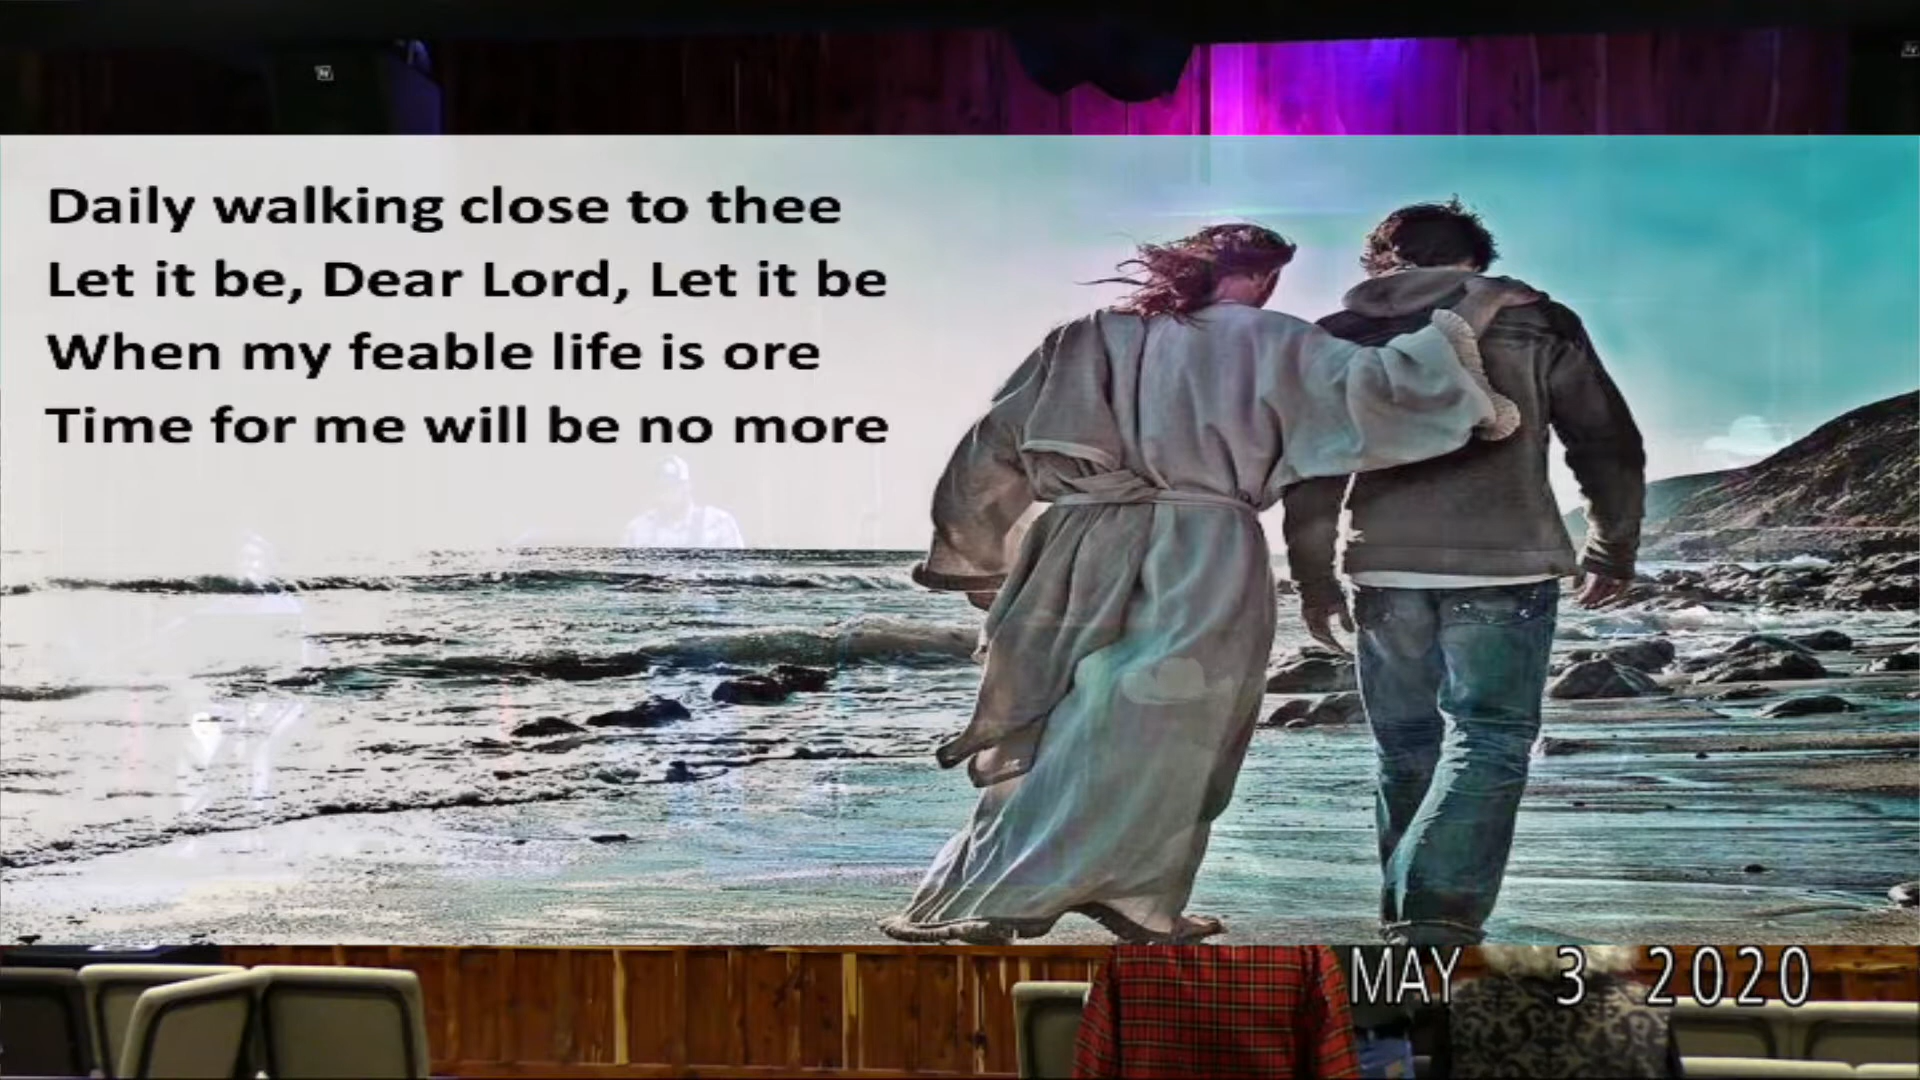 Daily walking close to thee
Let it be, Dear Lord, Let it be
When my feable life is ore
Time for me will be no more
MAY 3 2020